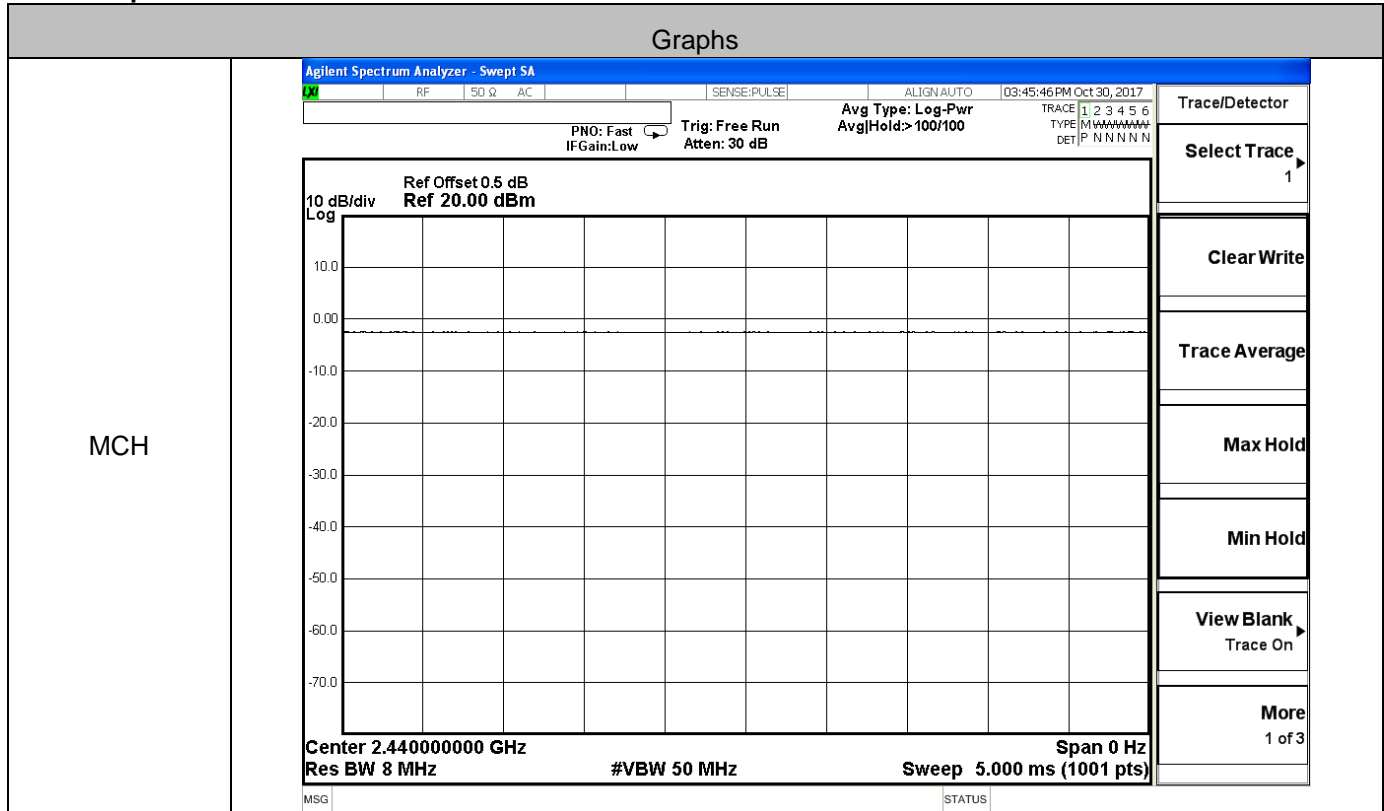 Graphs
MCH
Agilent Spectrum Analyzer - Swept SA
LXI RF 50 Ω AC SENSE:PULSE ALIGN AUTO 03:45:46 PM Oct 30, 2017
PNO: Fast
IFGain:Low
Trig: Free Run
Atten: 30 dB
Avg Type: Log-Pwr
Avg|Hold:>100/100
TRACE 1 2 3 4 5 6
TYPE M WWWWW
DET P N N N N N
Ref Offset 0.5 dB
10 dB/div Ref 20.00 dBm
Log
10.0
0.00
-10.0
-20.0
-30.0
-40.0
-50.0
-60.0
-70.0
Center 2.440000000 GHz Span 0 Hz
Res BW 8 MHz #VBW 50 MHz Sweep 5.000 ms (1001 pts)
MSG STATUS
Trace/Detector
Select Trace
1
Clear Write
Trace Average
Max Hold
Min Hold
View Blank
Trace On
More
1 of 3